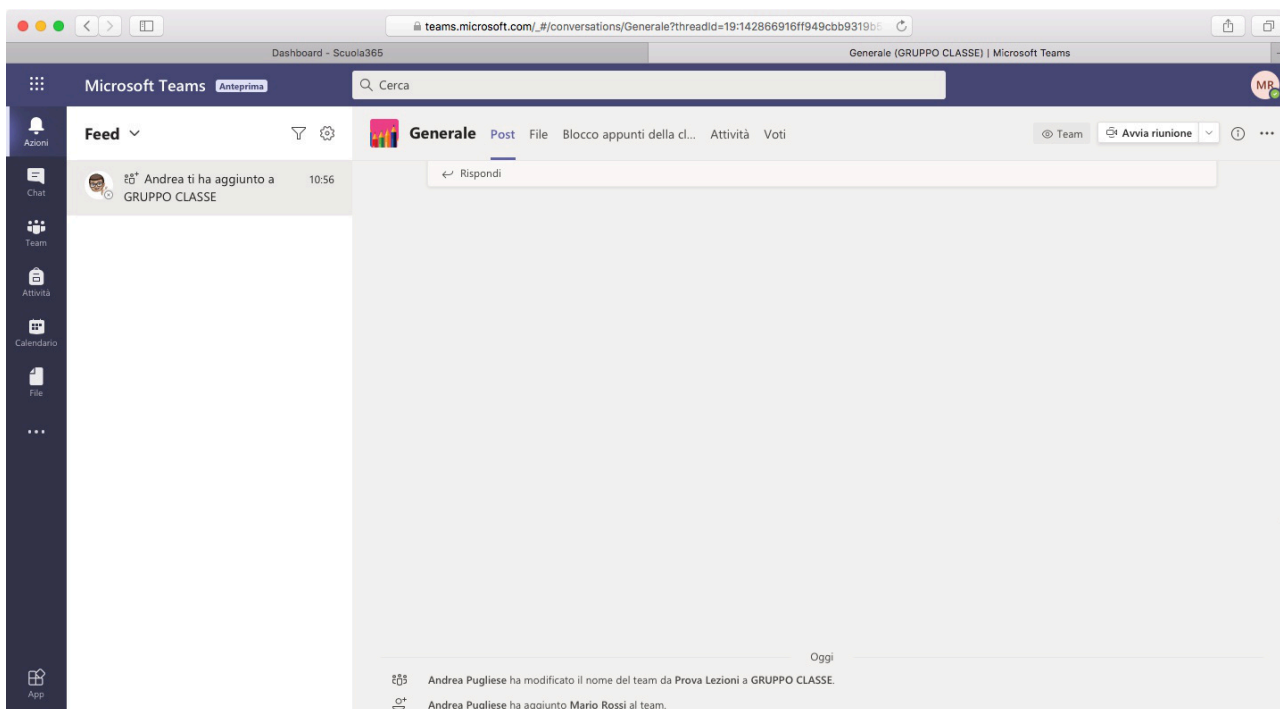 teams.microsoft.com/_#/conversations/Generale?threadId=19:142866916ff949cbb9319b5
Dashboard - Scuola365
Generale (GRUPPO CLASSE) | Microsoft Teams
Microsoft Teams Anteprima
Cerca
MR
Azioni
Chat
Team
Attività
Calendario
File
App
Feed
Andrea ti ha aggiunto a 10:56
GRUPPO CLASSE
Generale Post File Blocco appunti della cl... Attività Voti
Team Avvia riunione
Rispondi
Oggi
Andrea Pugliese ha modificato il nome del team da Prova Lezioni a GRUPPO CLASSE.
Andrea Pugliese ha aggiunto Mario Rossi al team.